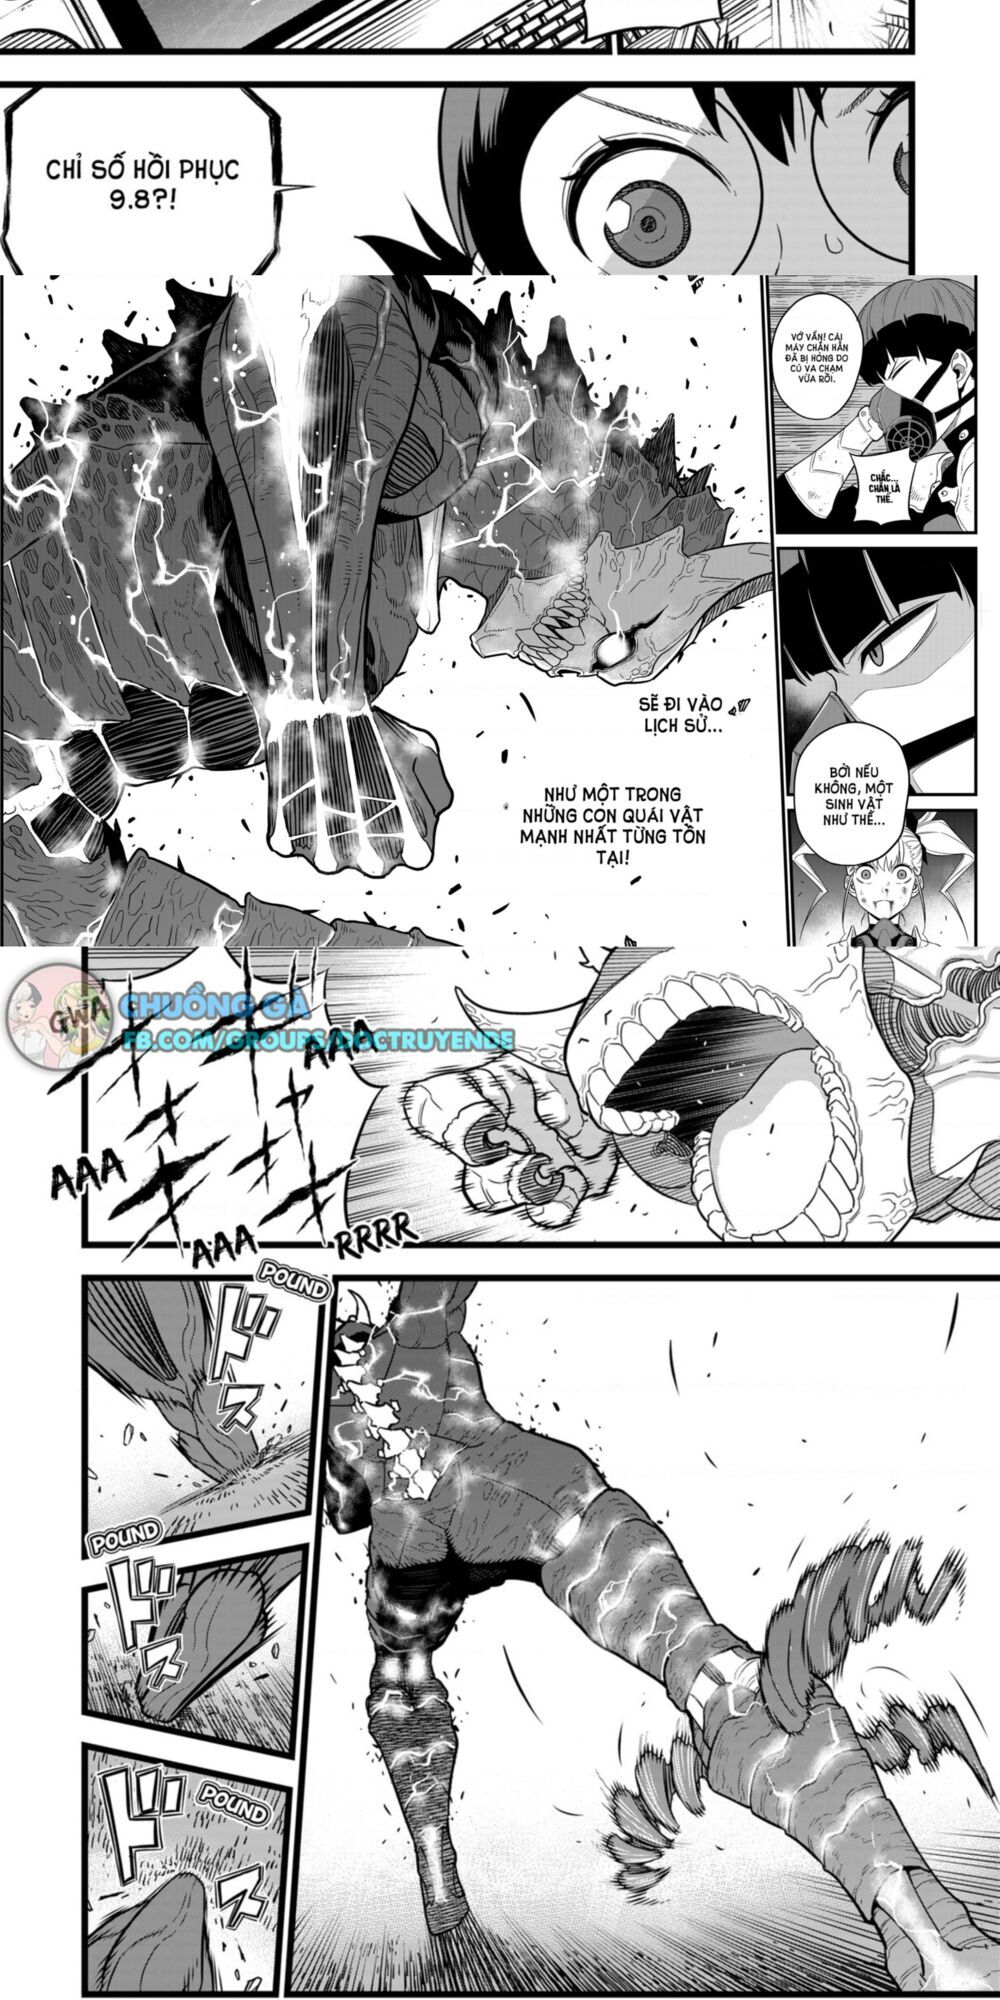 CHỈ SỐ HỒI PHỤC
9.8?!
VỚ VẨN! CÁI
MÁY CHẮN HẲN
ĐÃ BỊ HỎNG DO
CÚ VA CHẠM
VỪA RỒI.
CHẮC...
CHẮN LÀ
THẾ.
BỞI NẾU
KHÔNG, MỘT
SINH VẬT
NHƯ THẾ...
SẼ ĐI VÀO
LỊCH SỬ...
NHƯ MỘT TRONG
NHỮNG CON QUÁI VẬT
MẠNH NHẤT TỪNG TỒN
TẠI!
GWA
CHUỒNG GÀ
FB.COM/GROUPS/DOCTRUYENDE
AAA
AAA
AAA
RRRR
POUND
ドス
POUND
ドス
POUND
ドス